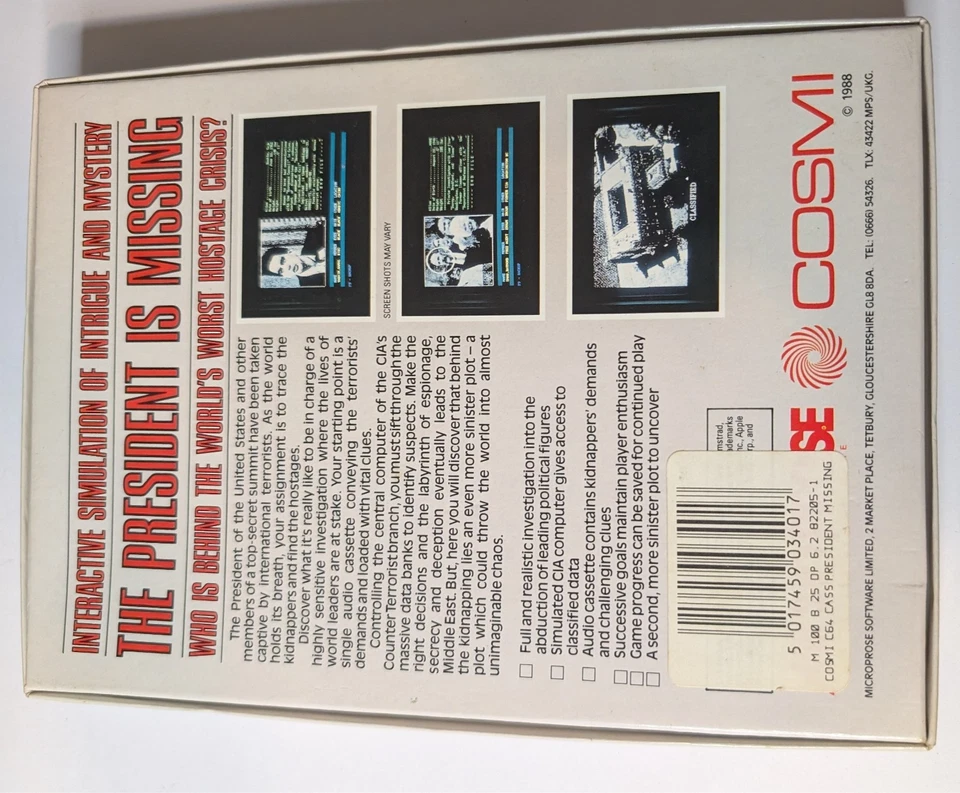 INTERACTIVE SIMULATION OF INTRIGUE AND MYSTERY
THE PRESIDENT IS MISSING
WHO IS BEHIND THE WORLD'S WORST HOSTAGE CRISIS?
The President of the United States and other
members of a top-secret summit have been taken
captive by international terrorists. As the world
holds its breath, your assignment is to trace the
kidnappers and find the hostages.
Discover what it's really like to be in charge of a
highly sensitive investigation where the lives of
world leaders are at stake. Your starting point is a
single audio cassette conveying the terrorists'
demands and loaded with vital clues.
Controlling the central computer of the CIA's
Counter Terrorist branch, you must sift through the
massive data banks to identify suspects. Make the
right decisions and the labyrinth of espionage,
secrecy and deception eventually leads to the
Middle East. But, here you will discover that behind
the kidnapping lies an even more sinister plot – a
plot which could throw the world into almost
unimaginable chaos.
Full and realistic investigation into the
abduction of leading political figures
Simulated CIA computer gives access to
classified data
Audio cassette contains kidnappers' demands
and challenging clues
Successive goals maintain player enthusiasm
Game progress can be saved for continued play
A second, more sinister plot to uncover
SCREEN SHOTS MAY VARY
CLASSIFIED
mstrad,
demarks
nc., Apple
orp., and
5 017459 034017
M 100 B 25 OP 6.2 B2205-1
COSMI C64 CASS PRESIDENT MISSING
SE
COSMI
© 1988
MICROPROSE SOFTWARE LIMITED, 2 MARKET PLACE, TETBURY, GLOUCESTERSHIRE GL8 8DA. TEL: (0666) 54326. TLX: 43422 MPS/UKG.